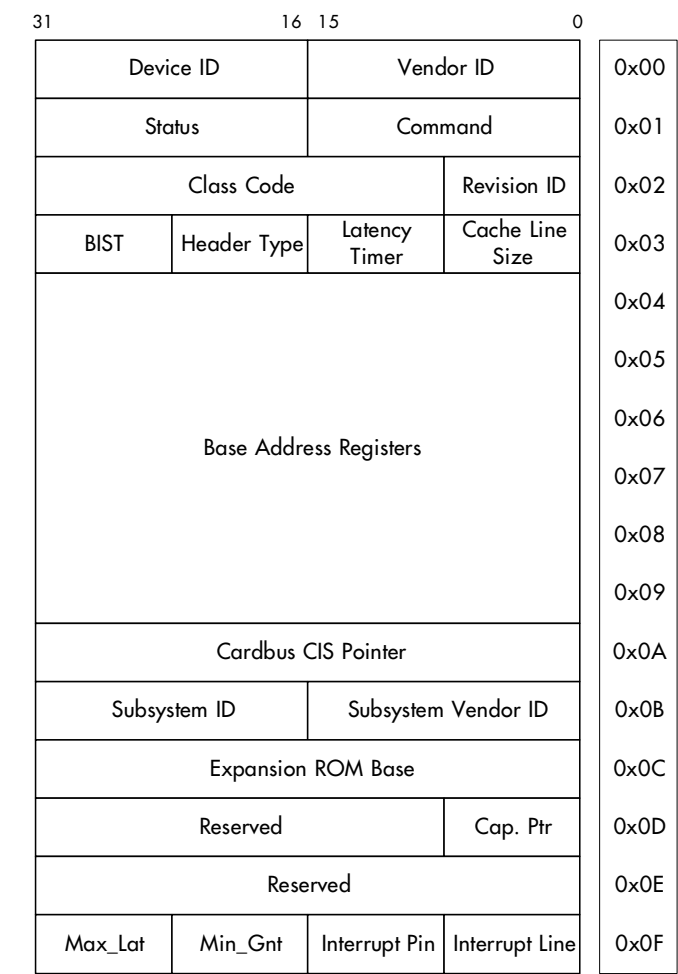 31 16 15 0
Device ID Vendor ID 0x00
Status Command 0x01
Class Code Revision ID 0x02
BIST Header Type Latency Timer Cache Line Size 0x03
0x04
0x05
0x06
Base Address Registers
0x07
0x08
0x09
Cardbus CIS Pointer 0x0A
Subsystem ID Subsystem Vendor ID 0x0B
Expansion ROM Base 0x0C
Reserved Cap. Ptr 0x0D
Reserved 0x0E
Max_Lat Min_Gnt Interrupt Pin Interrupt Line 0x0F